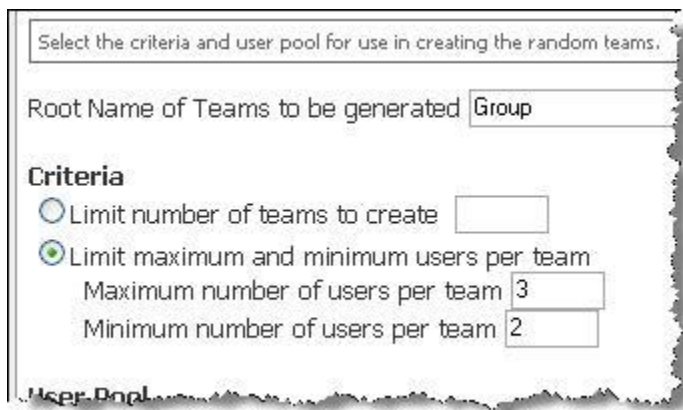 Select the criteria and user pool for use in creating the random teams.
Root Name of Teams to be generated Group
Criteria
Limit number of teams to create
Limit maximum and minimum users per team
Maximum number of users per team 3
Minimum number of users per team 2
User Pool